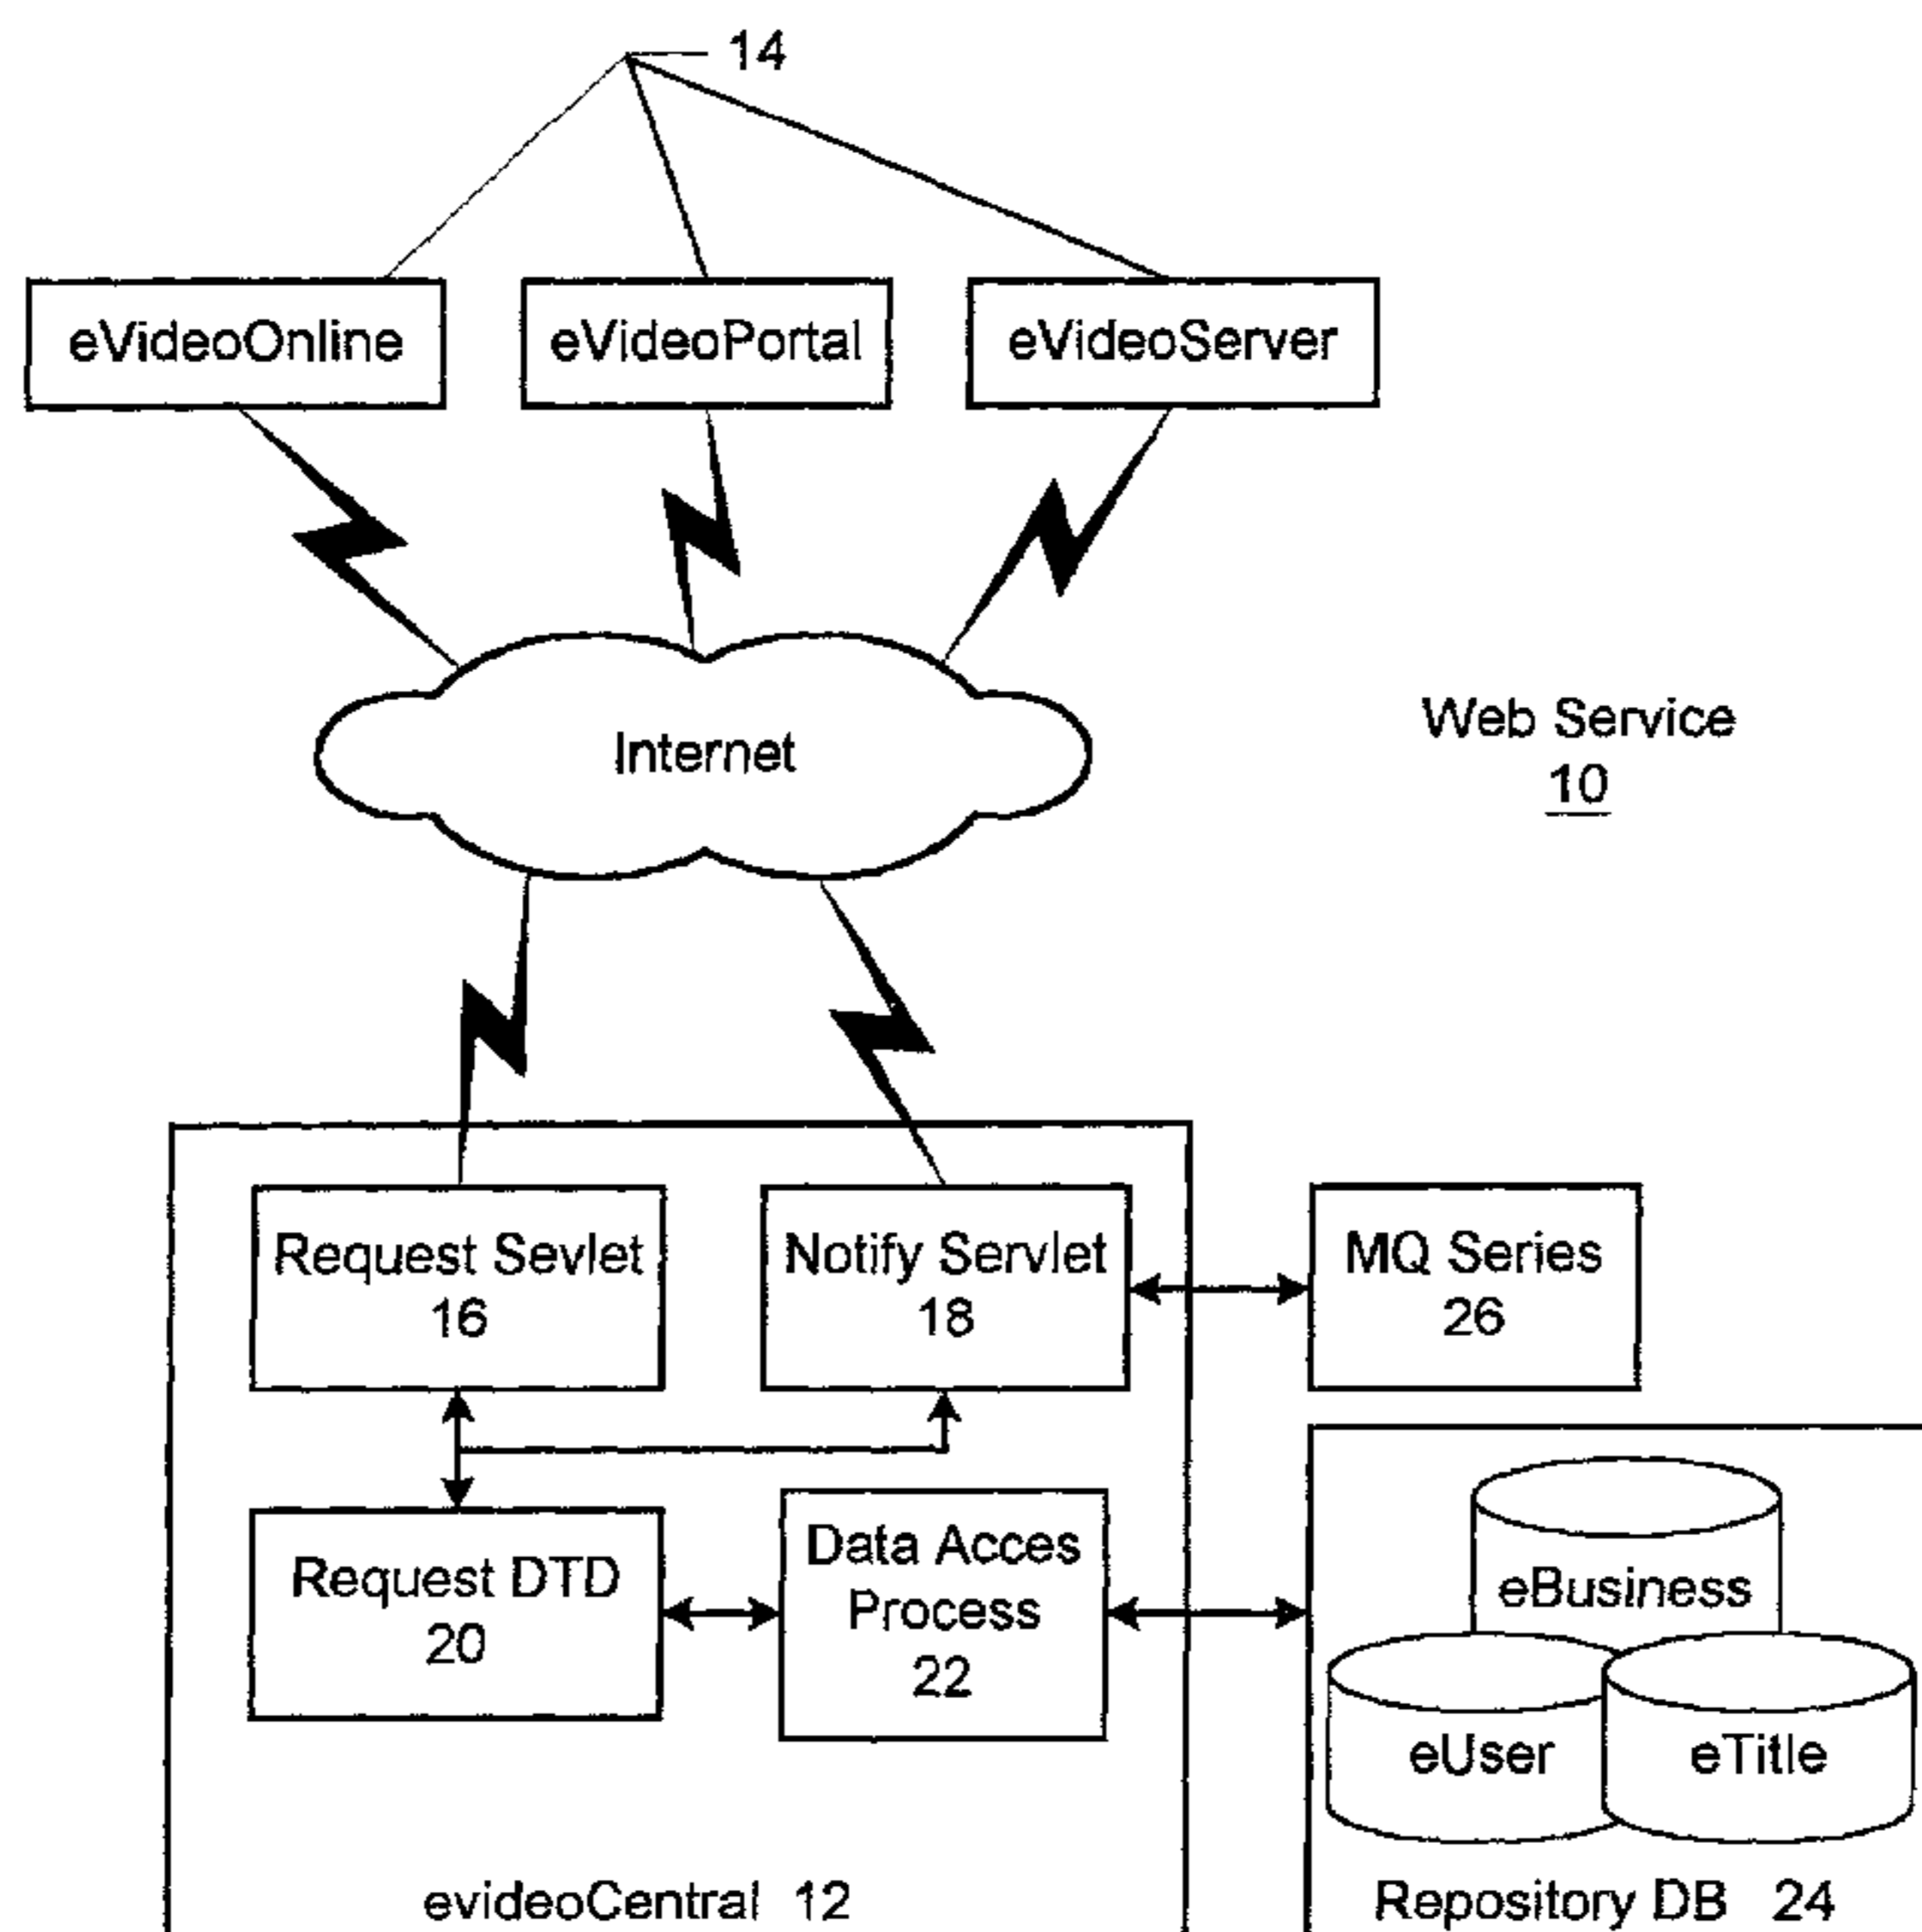 14
eVideoOnline
eVideoPortal
eVideoServer
Internet
Web Service
10
Request Sevlet
16
Notify Servlet
18
MQ Series
26
Request DTD
20
Data Acces
Process
22
eBusiness
eUser
eTitle
evideoCentral 12
Repository DB 24